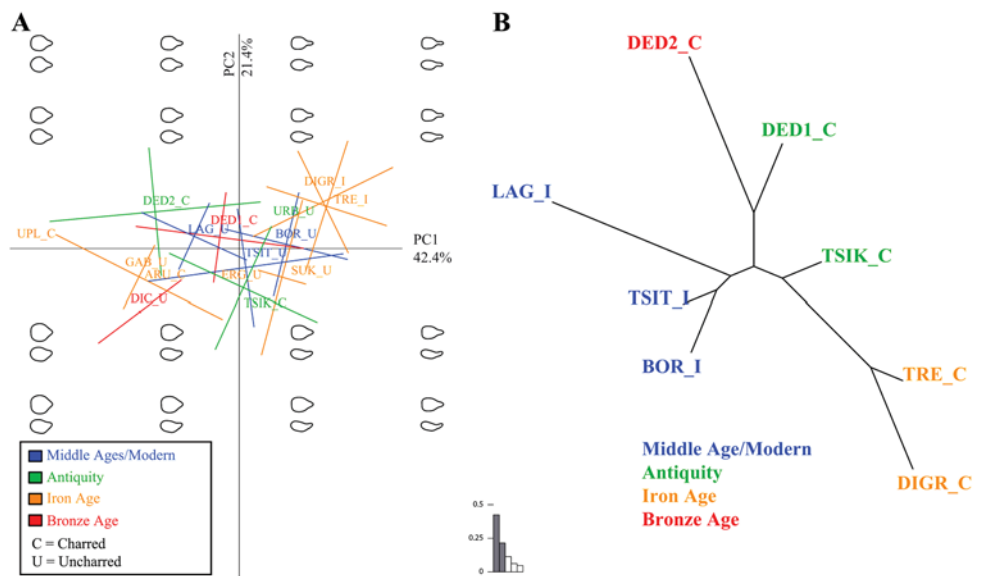 A
PC2
21.4%
DIGR_I
TRE_I
DED2_C
URB_U
DED1_C
UPL_C
LAG_U
BOR_U
PC1
42.4%
TSIT_U
GAB_U
ARU_C
ERG_U
SUK_U
DIC_U
TSIK_C
Middle Ages/Modern
Antiquity
Iron Age
Bronze Age
C = Charred
U = Uncharred
0.5
0.25
0
B
DED2_C
DED1_C
LAG_I
TSIK_C
TSIT_I
BOR_I
TRE_C
DIGR_C
Middle Age/Modern
Antiquity
Iron Age
Bronze Age